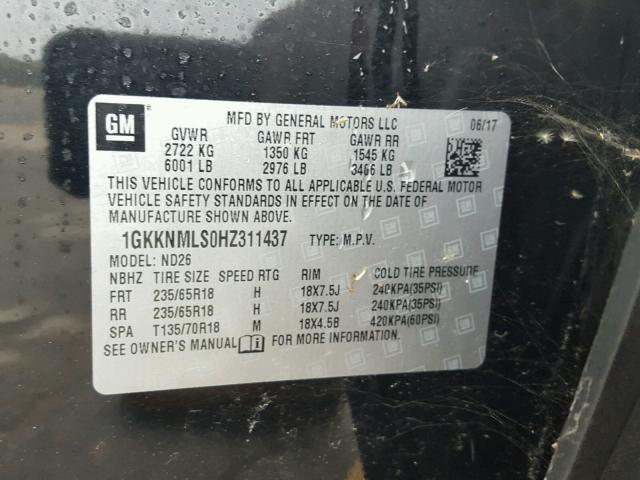 GM
MFD BY GENERAL MOTORS LLC 06/17
GVWR GAWR FRT GAWR RR
2722 KG 1350 KG 1545 KG
6001 LB 2976 LB 3406 LB
THIS VEHICLE CONFORMS TO ALL APPLICABLE U.S. FEDERAL MOTOR
VEHICLE SAFETY STANDARDS IN EFFECT ON THE DATE OF
MANUFACTURE SHOWN ABOVE.
1GKKNMLS0HZ311437 TYPE: M.P.V.
MODEL: ND26
NBHZ TIRE SIZE SPEED RTG RIM COLD TIRE PRESSURE
FRT 235/65R18 H 18X7.5J 240KPA(35PSI)
RR 235/65R18 H 18X7.5J 240KPA(35PSI)
SPA T135/70R18 M 18X4.5B 420KPA(60PSI)
SEE OWNER'S MANUAL FOR MORE INFORMATION.